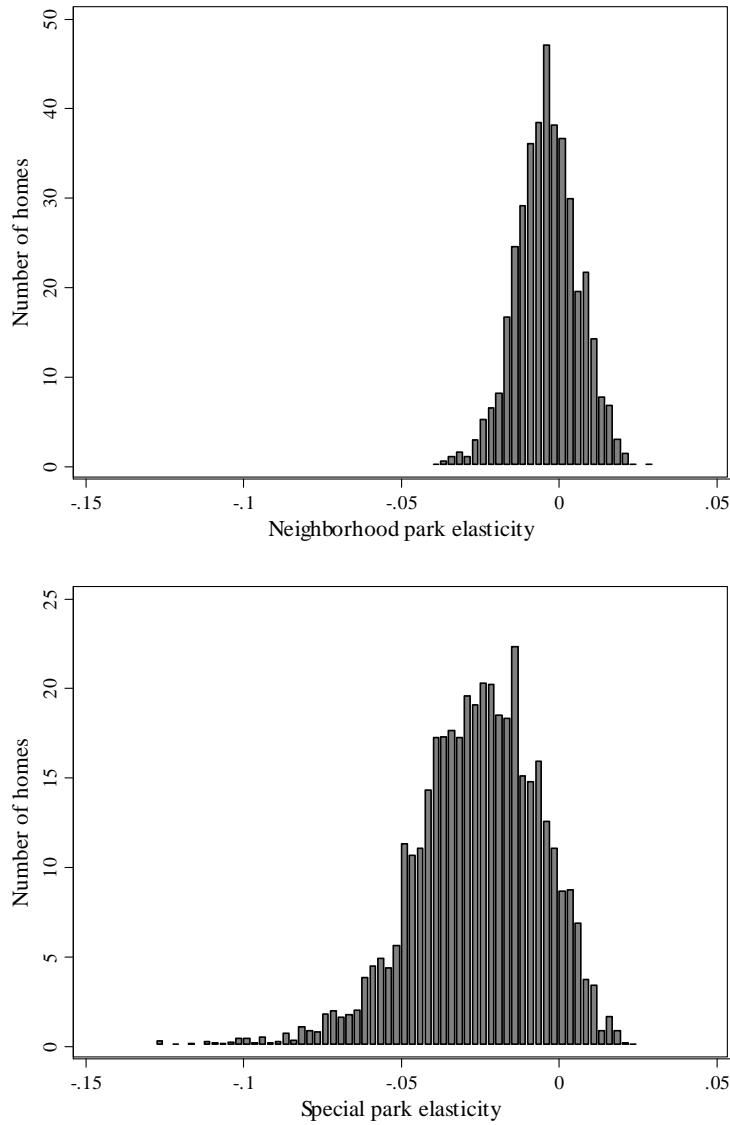 50
40
30
20
10
0
Number of homes
-.15 -.1 -.05 0 .05
Neighborhood park elasticity
25
20
15
10
5
0
Number of homes
-.15 -.1 -.05 0 .05
Special park elasticity